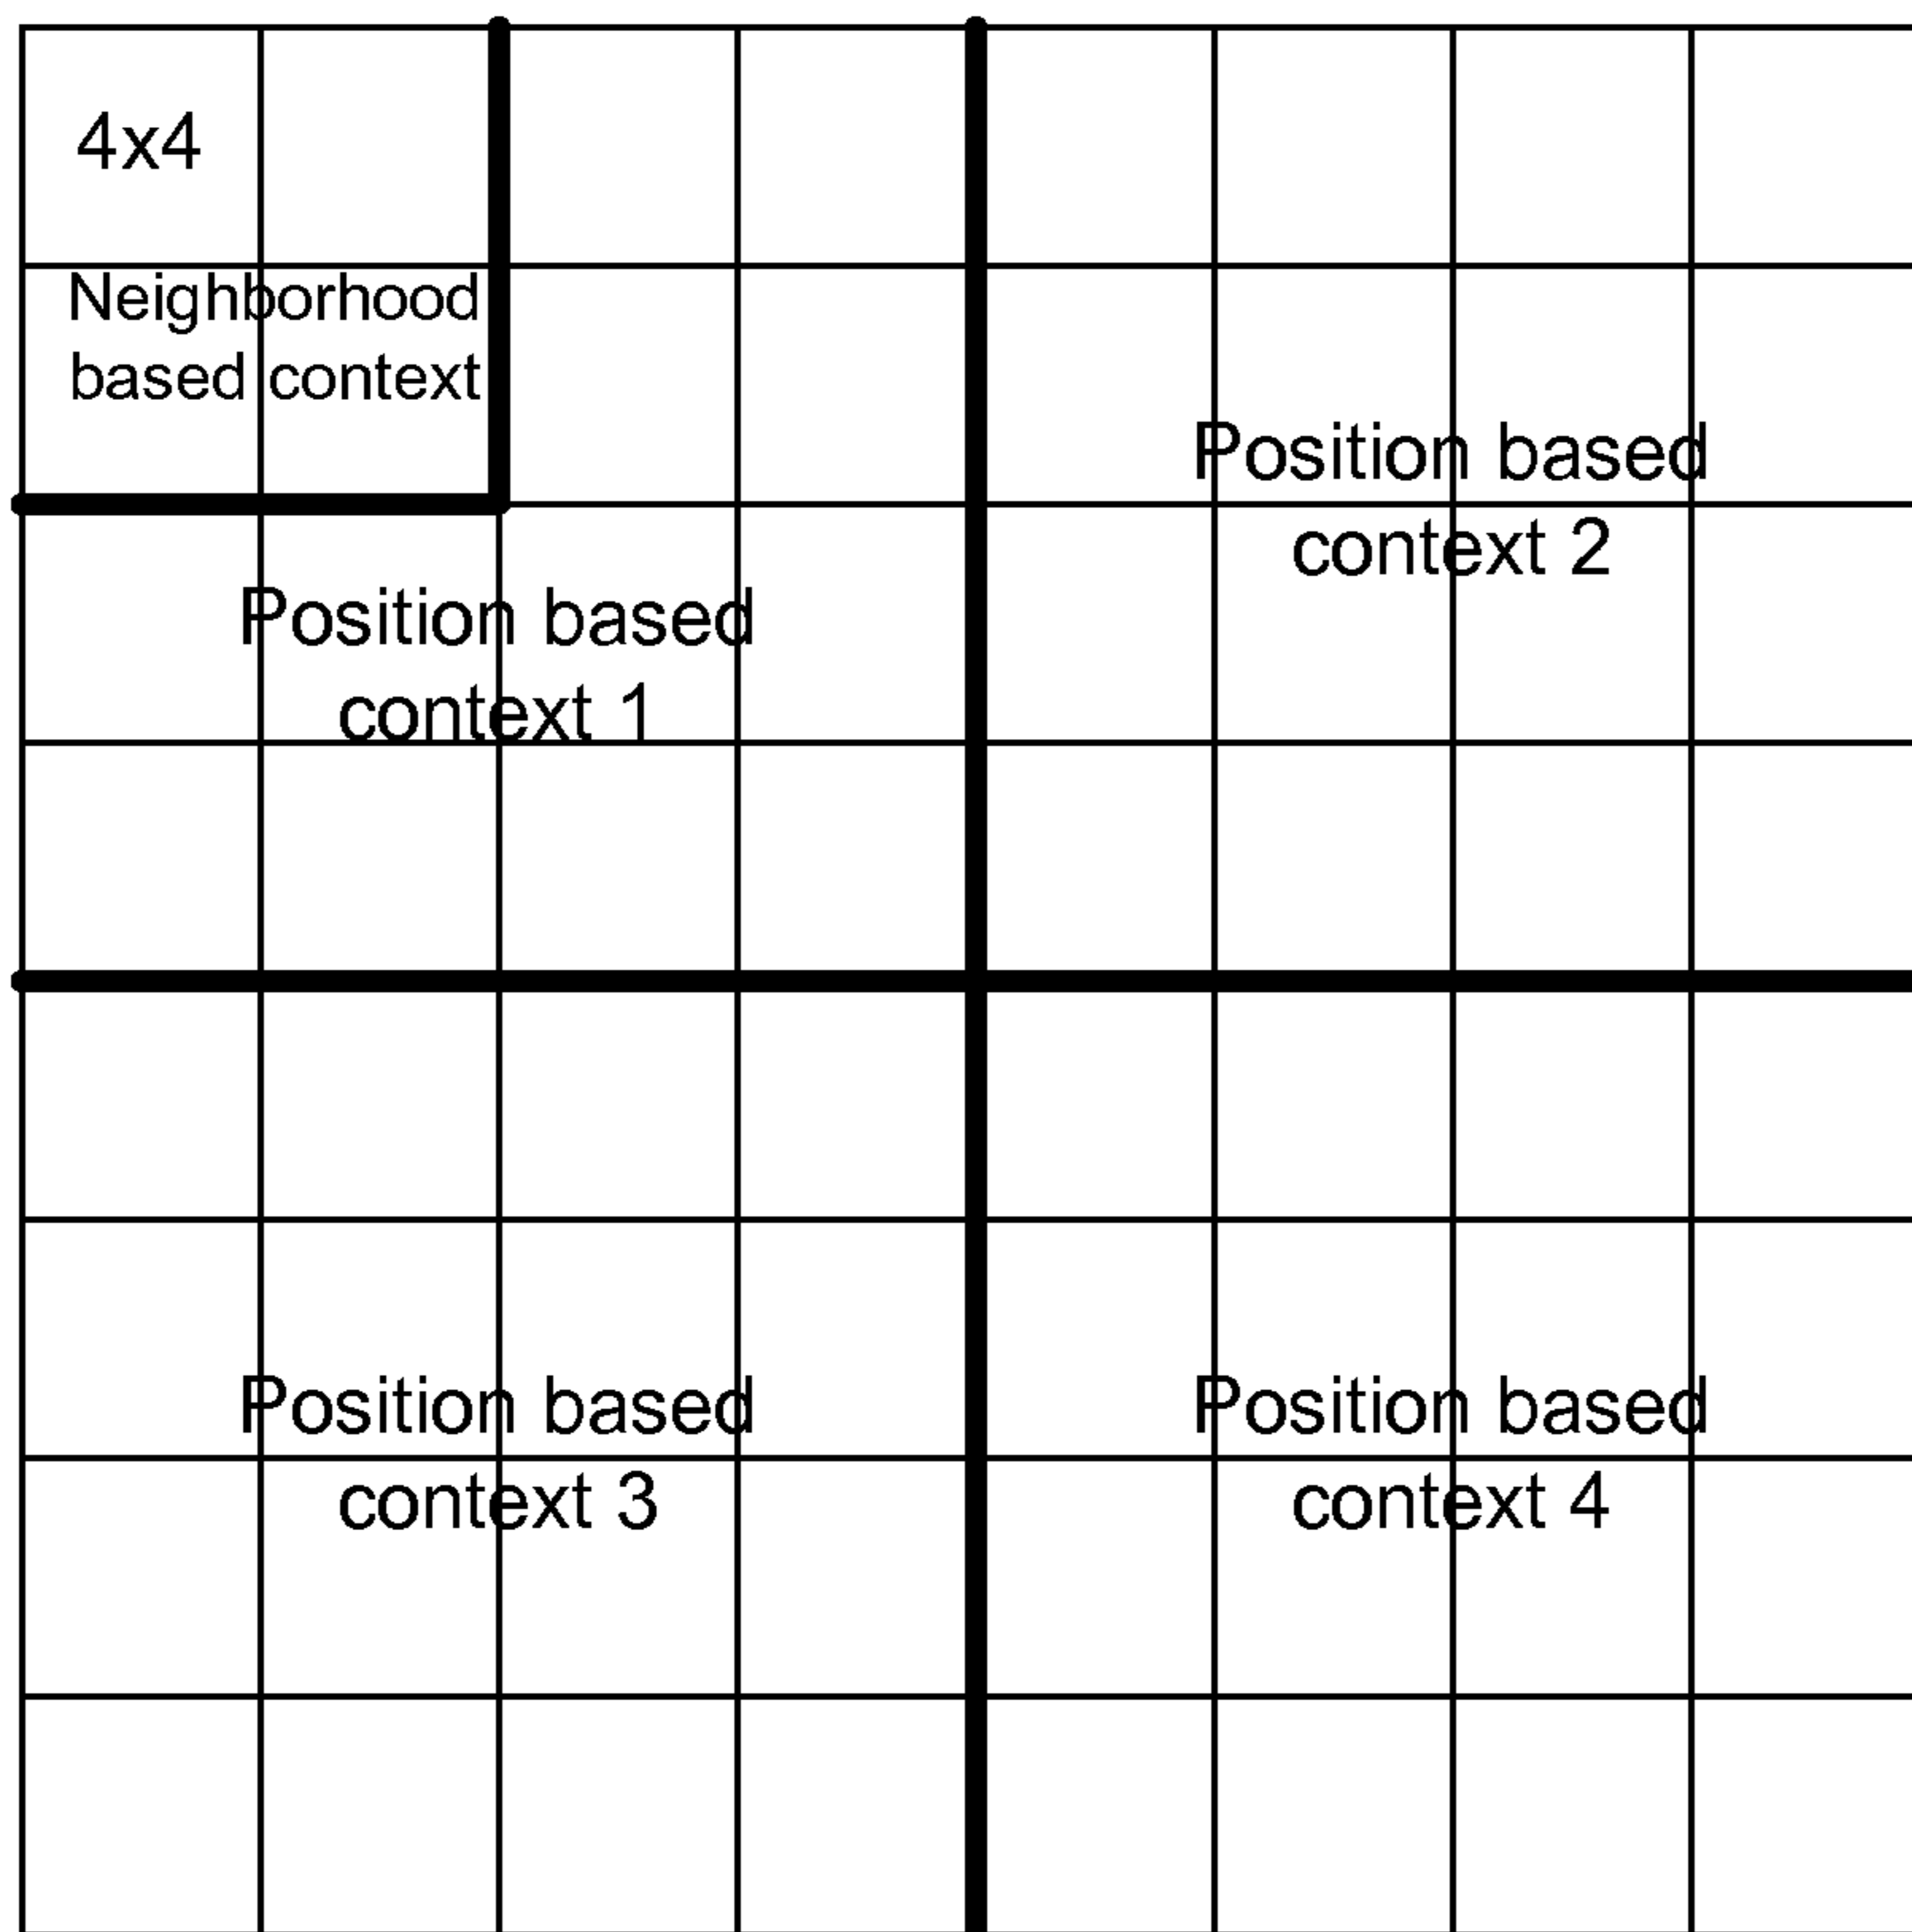 4x4
Neighborhood
based context
Position based
context 1
Position based
context 2
Position based
context 3
Position based
context 4